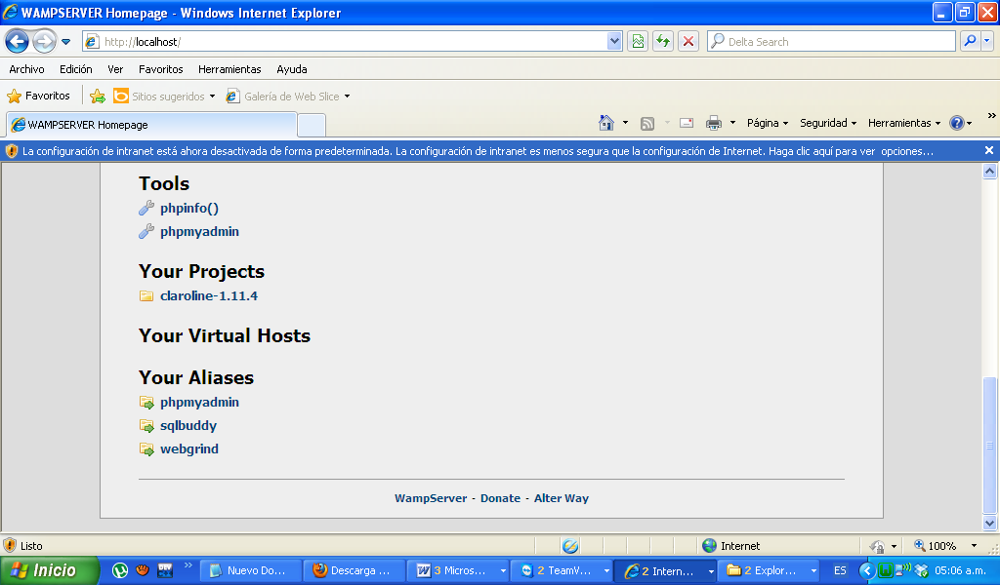 WAMPSERVER Homepage - Windows Internet Explorer
http://localhost/
Delta Search
Archivo Edición Ver Favoritos Herramientas Ayuda
Favoritos Sitios sugeridos Galería de Web Slice
WAMPSERVER Homepage Página Seguridad Herramientas »
La configuración de intranet está ahora desactivada de forma predeterminada. La configuración de intranet es menos segura que la configuración de Internet. Haga clic aquí para ver opciones...
Tools
phpinfo()
phpmyadmin
Your Projects
claroline-1.11.4
Your Virtual Hosts
Your Aliases
phpmyadmin
sqlbuddy
webgrind
WampServer - Donate - Alter Way
Listo Internet 100%
Inicio » Nuevo Do... Descarga ... 3 Micros... 2 TeamV... 2 Intern... 2 Explor... ES 05:06 a.m.